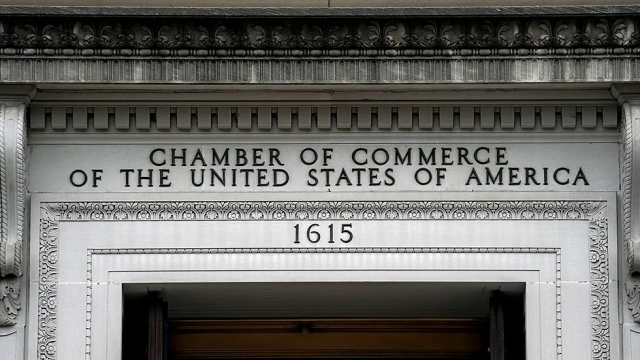 CHAMBER OF COMMERCE
OF THE UNITED STATES OF AMERICA
1615